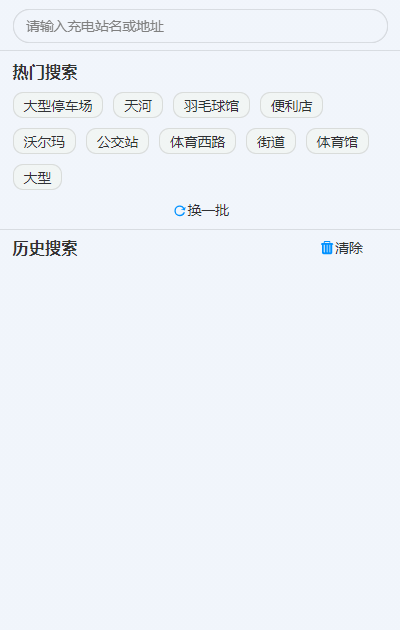 请输入充电站名或地址
热门搜索
大型停车场 天河 羽毛球馆 便利店
沃尔玛 公交站 体育西路 街道 体育馆
大型
换一批
历史搜索 清除